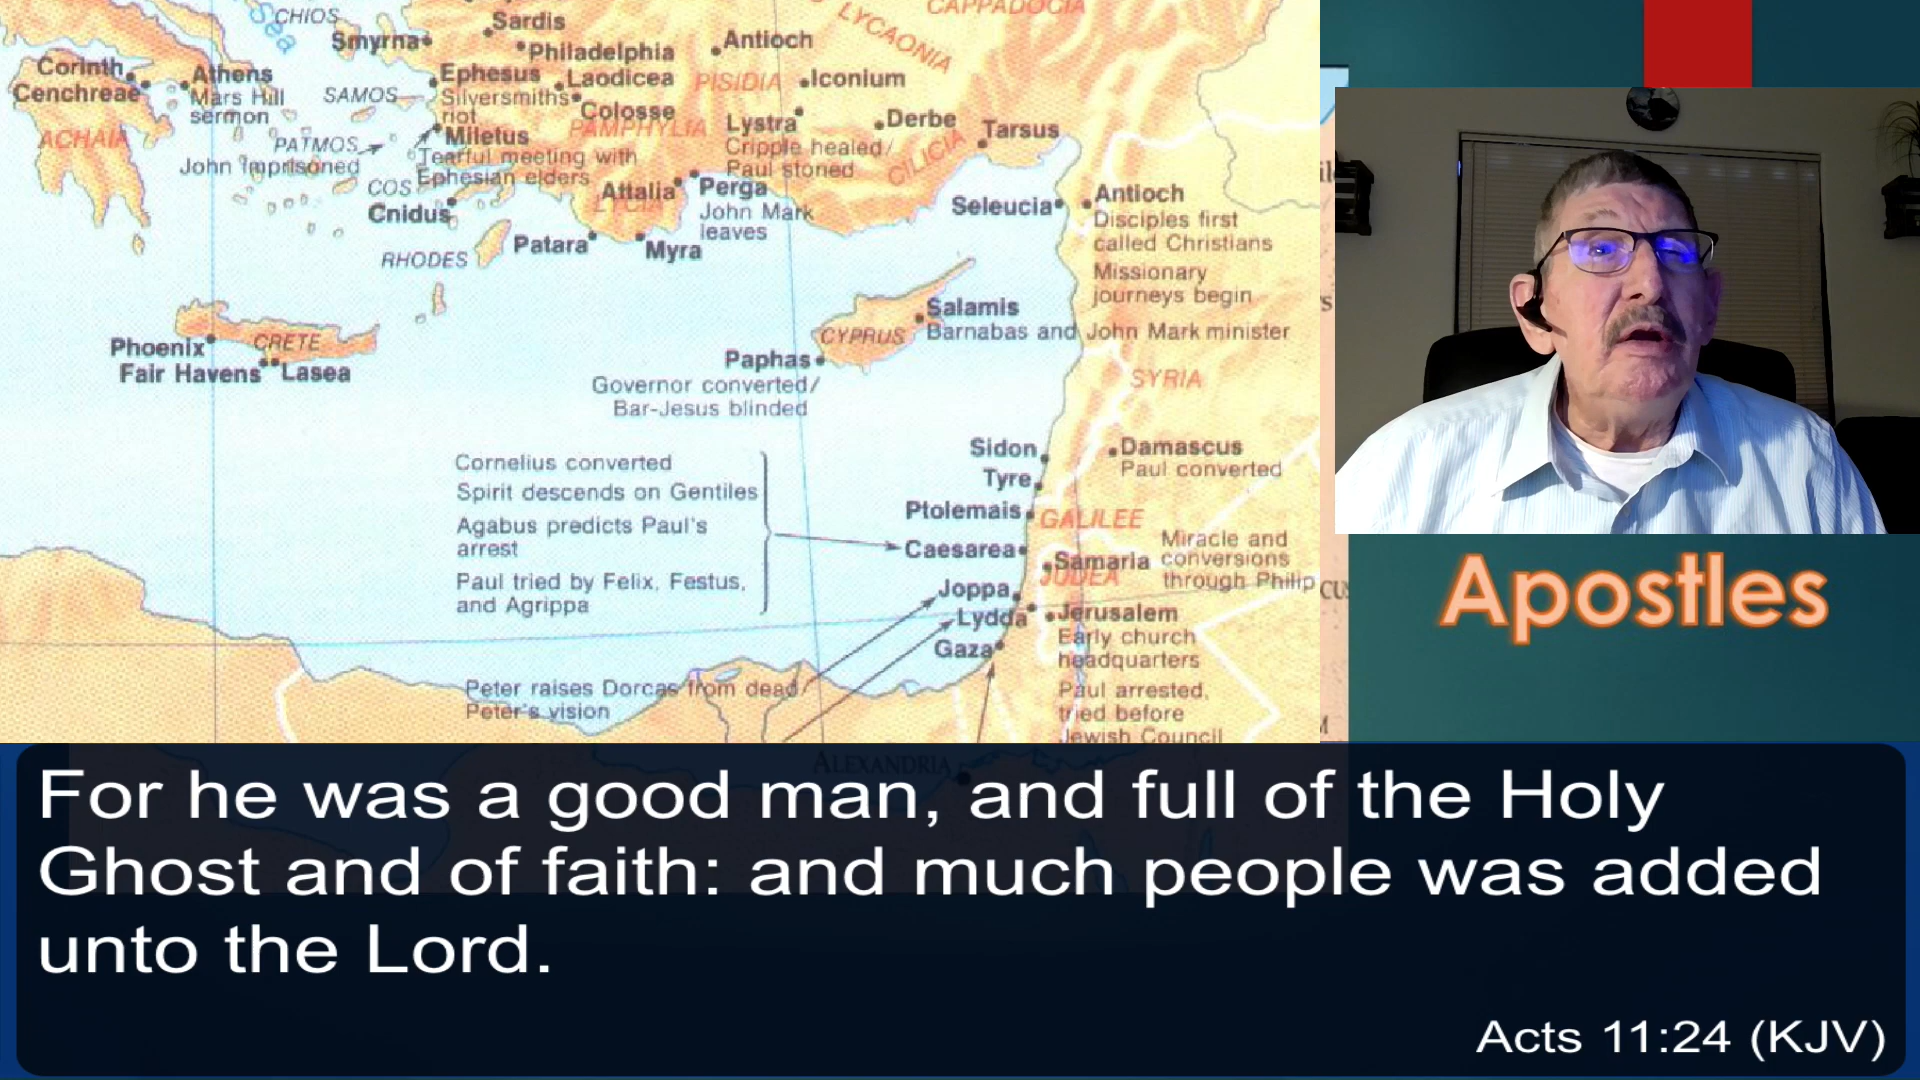 CHIOS
Sea
Sardis
Smyrna
Philadelphia
Antioch
LYCAONIA
CAPPADOCIA
Corinth
Cenchreae
Athens
Mars Hill
sermon
SAMOS
Ephesus
Silversmiths
riot
Laodicea
Colosse
PISIDIA
Iconium
ACHAIA
PATMOS
John imprisoned
Miletus
Tearful meeting with
Ephesian elders
PAMPHYLIA
Lystra
Cripple healed/
Paul stoned
Derbe
CILICIA
Tarsus
COS
Cnidus
Attalia
LYCIA
Perga
John Mark
leaves
Seleucia
Antioch
Disciples first
called Christians
Missionary
journeys begin
RHODES
Patara
Myra
Salamis
Barnabas and John Mark minister
CYPRUS
Paphas
Governor converted/
Bar-Jesus blinded
Phoenix
CRETE
Fair Havens
Lasea
SYRIA
Sidon
Damascus
Paul converted
Tyre
Ptolemais
GALILEE
Cornelius converted
Spirit descends on Gentiles
Agabus predicts Paul's
arrest
Paul tried by Felix, Festus,
and Agrippa
Caesarea
Samaria
Miracle and
conversions
through Philip
JUDEA
Joppa
Lydda
Gaza
Jerusalem
Early church
headquarters
Paul arrested,
tried before
Jewish Council
Peter raises Dorcas from dead/
Peter's vision
Apostles
ALEXANDRIA
For he was a good man, and full of the Holy
Ghost and of faith: and much people was added
unto the Lord.
Acts 11:24 (KJV)